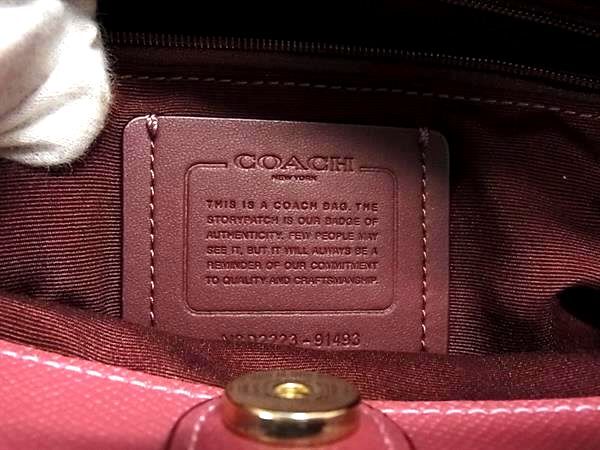 COACH
NEW YORK
THIS IS A COACH BAG. THE
STORYPATCH IS OUR BADGE OF
AUTHENTICITY. FEW PEOPLE MAY
SEE IT, BUT IT WILL ALWAYS BE A
REMINDER OF OUR COMMITMENT
TO QUALITY AND CRAFTSMANSHIP.
-91493